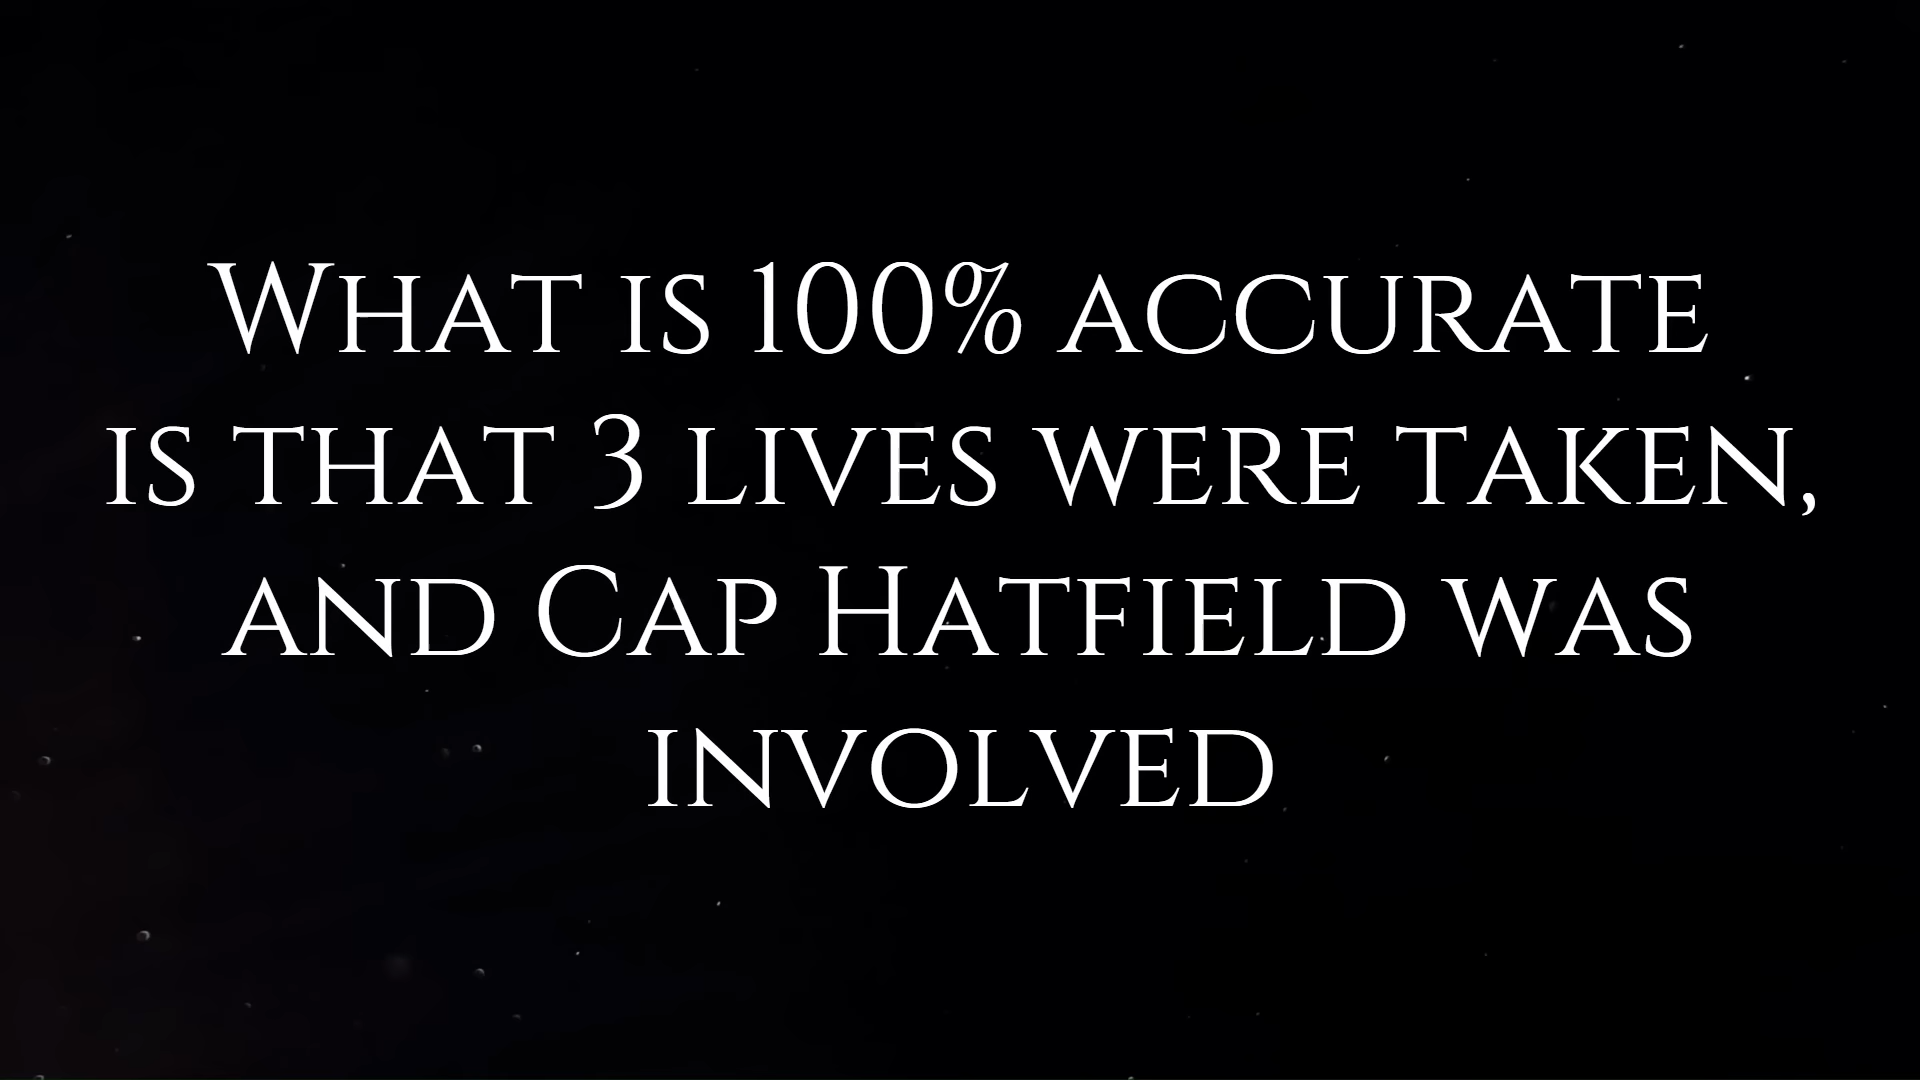 What is 100% accurate
is that 3 lives were taken,
and Cap Hatfield was
involved